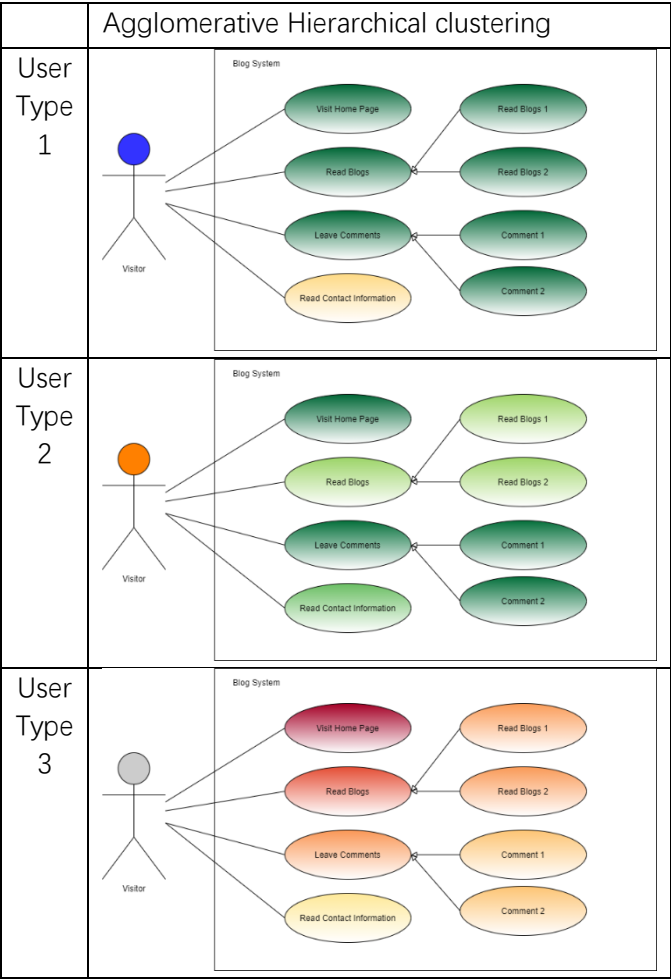 Agglomerative Hierarchical clustering
User
Type
1
Blog System
Visit Home Page
Read Blogs 1
Read Blogs
Read Blogs 2
Leave Comments
Comment 1
Visitor
Comment 2
Read Contact Information
User
Type
2
Blog System
Visit Home Page
Read Blogs 1
Read Blogs
Read Blogs 2
Leave Comments
Comment 1
Visitor
Comment 2
Read Contact Information
User
Type
3
Blog System
Visit Home Page
Read Blogs 1
Read Blogs
Read Blogs 2
Leave Comments
Comment 1
Visitor
Comment 2
Read Contact Information